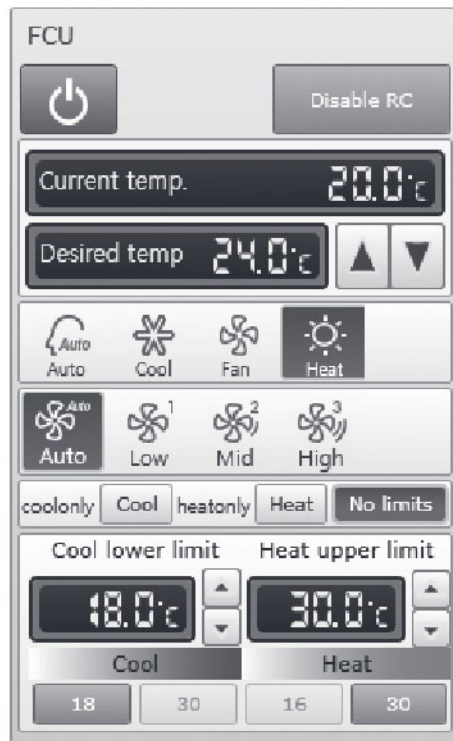 FCU
Disable RC
Current temp. 20.0°c
Desired temp 24.0°c
Auto
Auto Cool Fan Heat
Auto 1 2 3
Auto Low Mid High
coolonly Cool heatonly Heat No limits
Cool lower limit Heat upper limit
18.0°c 30.0°c
Cool Heat
18 30 16 30